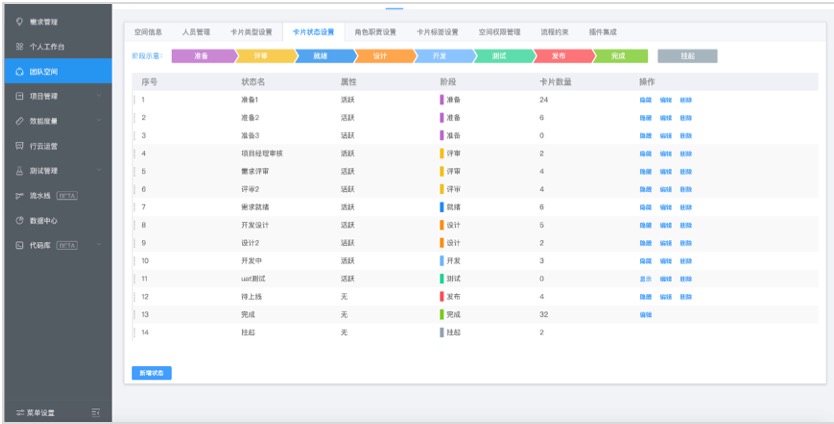 需求管理
个人工作台
团队空间
项目管理
效能度量
行云运营
测试管理
流水线 BETA
数据中心
代码库 BETA
菜单设置
空间信息 人员管理 卡片类型设置 卡片状态设置 角色职责设置 卡片标签设置 空间权限管理 流程约束 插件集成
阶段示意: 准备 评审 就绪 设计 开发 测试 发布 完成 挂起
序号 状态名 属性 阶段 卡片数量 操作
1 准备1 活跃 准备 24 隐藏 编辑 删除
2 准备2 活跃 准备 6 隐藏 编辑 删除
3 准备3 活跃 准备 0 隐藏 编辑 删除
4 项目经理审核 活跃 评审 2 隐藏 编辑 删除
5 需求评审 活跃 评审 4 隐藏 编辑 删除
6 评审2 活跃 评审 4 隐藏 编辑 删除
7 需求就绪 活跃 就绪 6 隐藏 编辑 删除
8 开发设计 活跃 设计 5 隐藏 编辑 删除
9 设计2 活跃 设计 2 隐藏 编辑 删除
10 开发中 活跃 开发 3 隐藏 编辑 删除
11 uat测试 活跃 测试 0 显示 编辑 删除
12 待上线 无 发布 4 隐藏 编辑 删除
13 完成 无 完成 32 编辑
14 挂起 无 挂起 2
新增状态